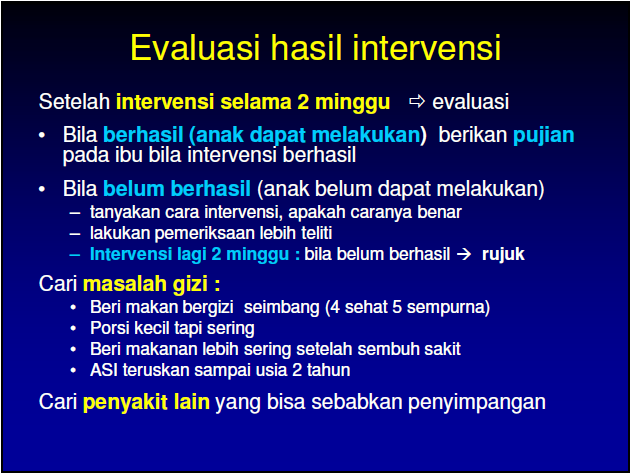 Evaluasi hasil intervensi
Setelah intervensi selama 2 minggu ⇨ evaluasi
• Bila berhasil (anak dapat melakukan) berikan pujian
pada ibu bila intervensi berhasil
• Bila belum berhasil (anak belum dapat melakukan)
– tanyakan cara intervensi, apakah caranya benar
– lakukan pemeriksaan lebih teliti
– Intervensi lagi 2 minggu : bila belum berhasil → rujuk
Cari masalah gizi :
• Beri makan bergizi seimbang (4 sehat 5 sempurna)
• Porsi kecil tapi sering
• Beri makanan lebih sering setelah sembuh sakit
• ASI teruskan sampai usia 2 tahun
Cari penyakit lain yang bisa sebabkan penyimpangan